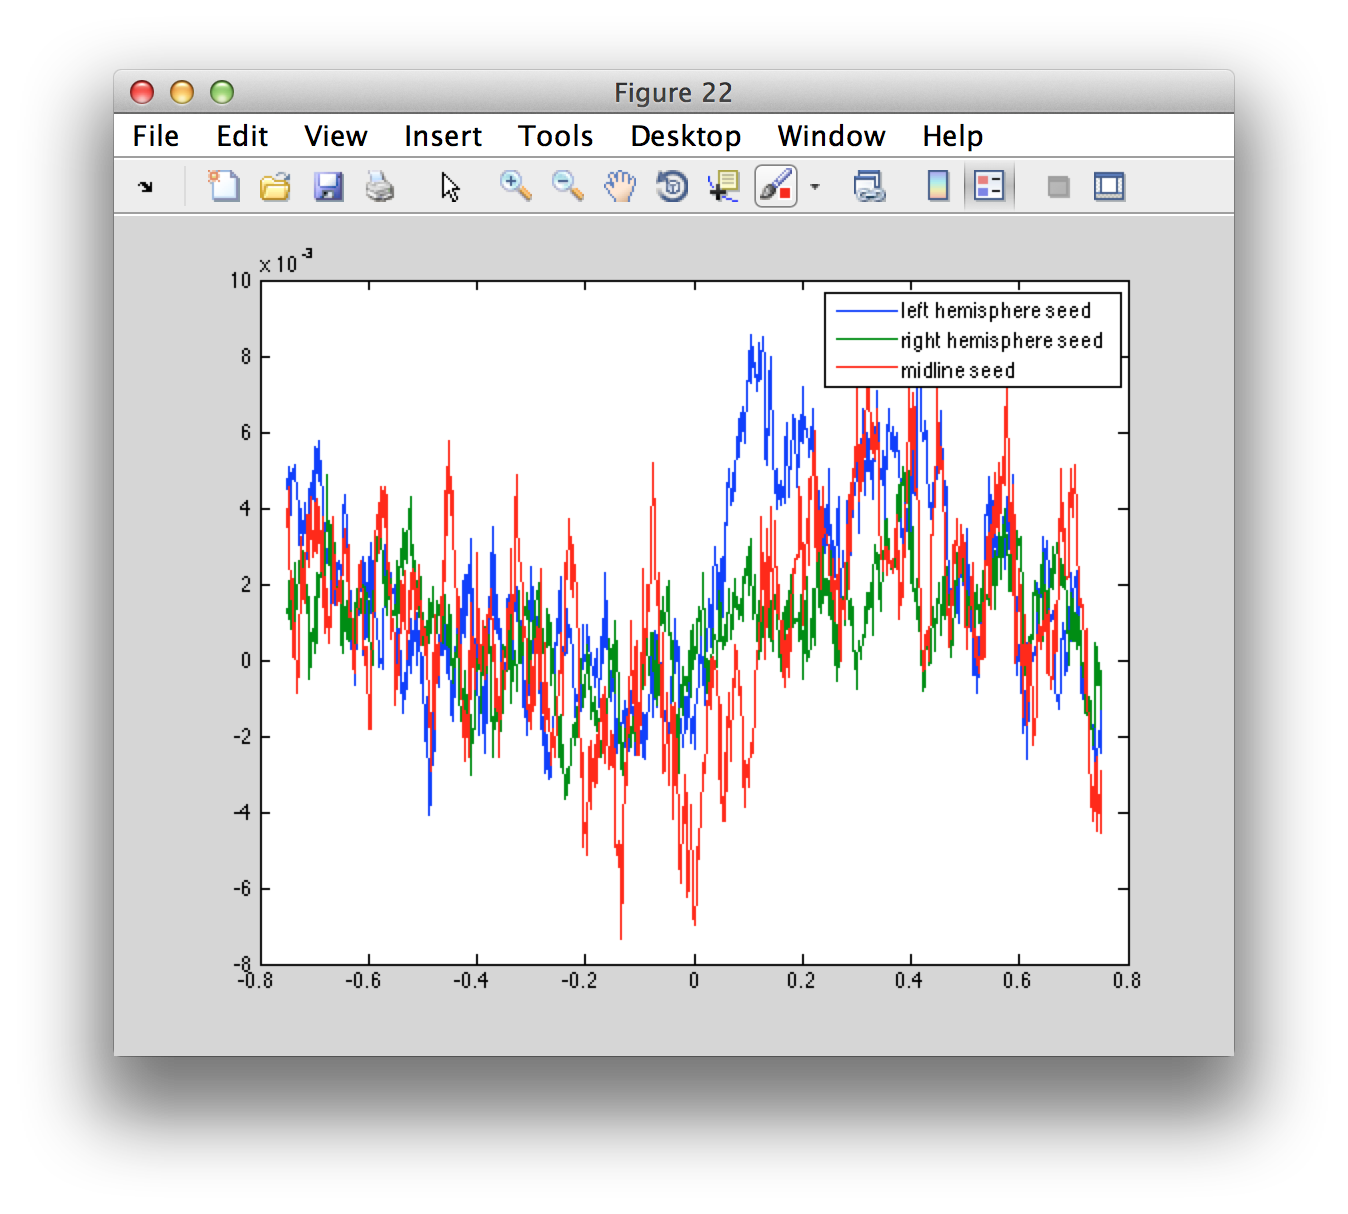 Figure 22
File Edit View Insert Tools Desktop Window Help
x 10 -3
10
8
6
4
2
0
-2
-4
-6
-8
-0.8 -0.6 -0.4 -0.2 0 0.2 0.4 0.6 0.8
left hemisphere seed
right hemisphere seed
midline seed